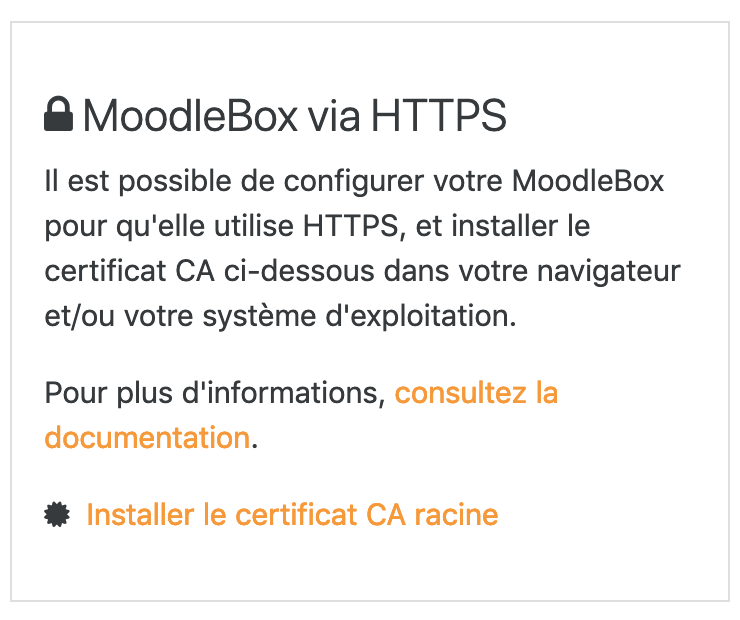 MoodleBox via HTTPS
Il est possible de configurer votre MoodleBox
pour qu'elle utilise HTTPS, et installer le
certificat CA ci-dessous dans votre navigateur
et/ou votre système d'exploitation.
Pour plus d'informations, consultez la
documentation.
Installer le certificat CA racine